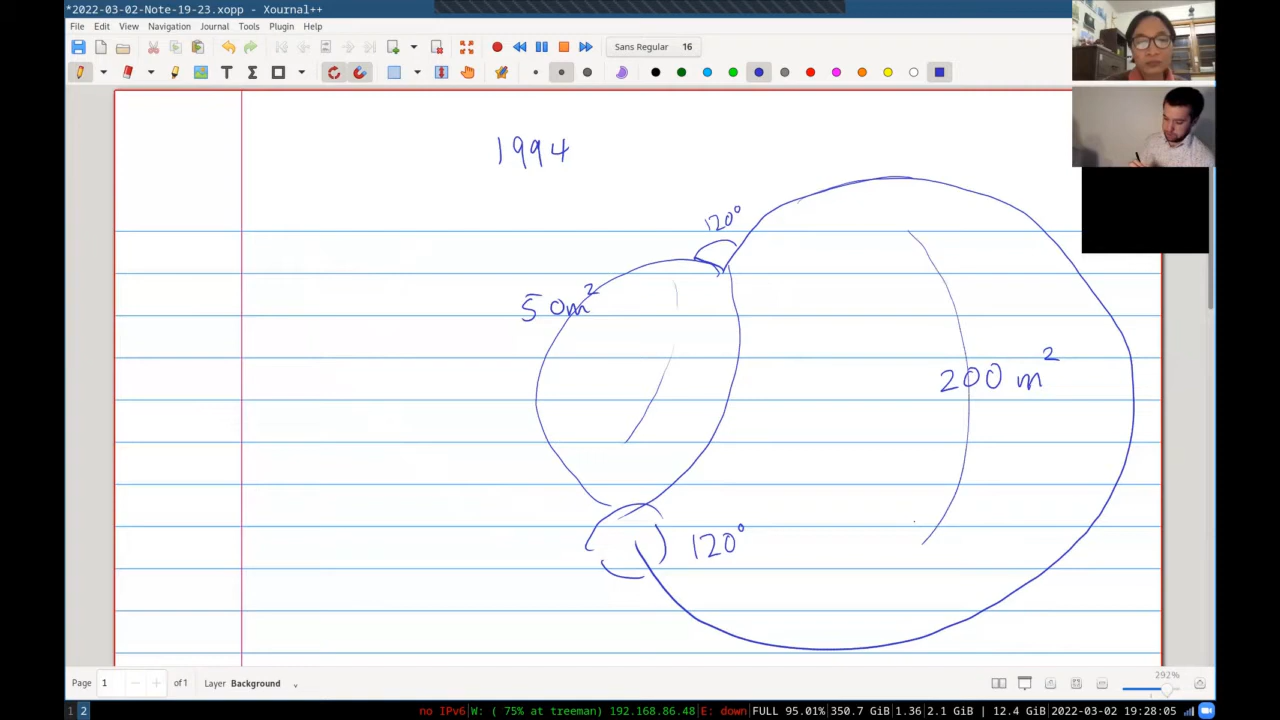 *2022-03-02-Note-19-23.xopp - Xournal++
File Edit View Navigation Journal Tools Plugin Help
Sans Regular 16
1994
120°
50m²
200 m²
120°
Page 1 of 1 Layer Background 292%
1 2 no IPv6 W: ( 75% at treeman) 192.168.86.48 E: down FULL 95.01% 350.7 GiB 1.36 2.1 GiB | 12.4 GiB 2022-03-02 19:28:05